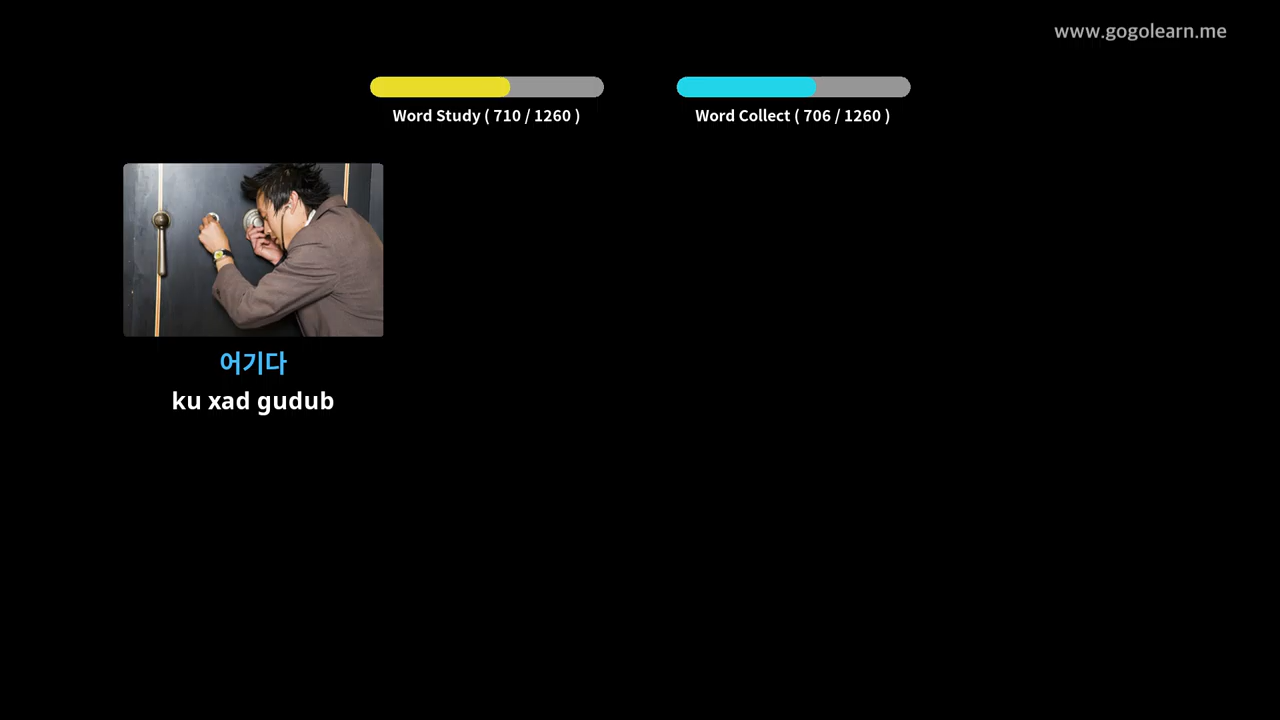 www.gogolearn.me
Word Study ( 710 / 1260 )
Word Collect ( 706 / 1260 )
어기다
ku xad gudub